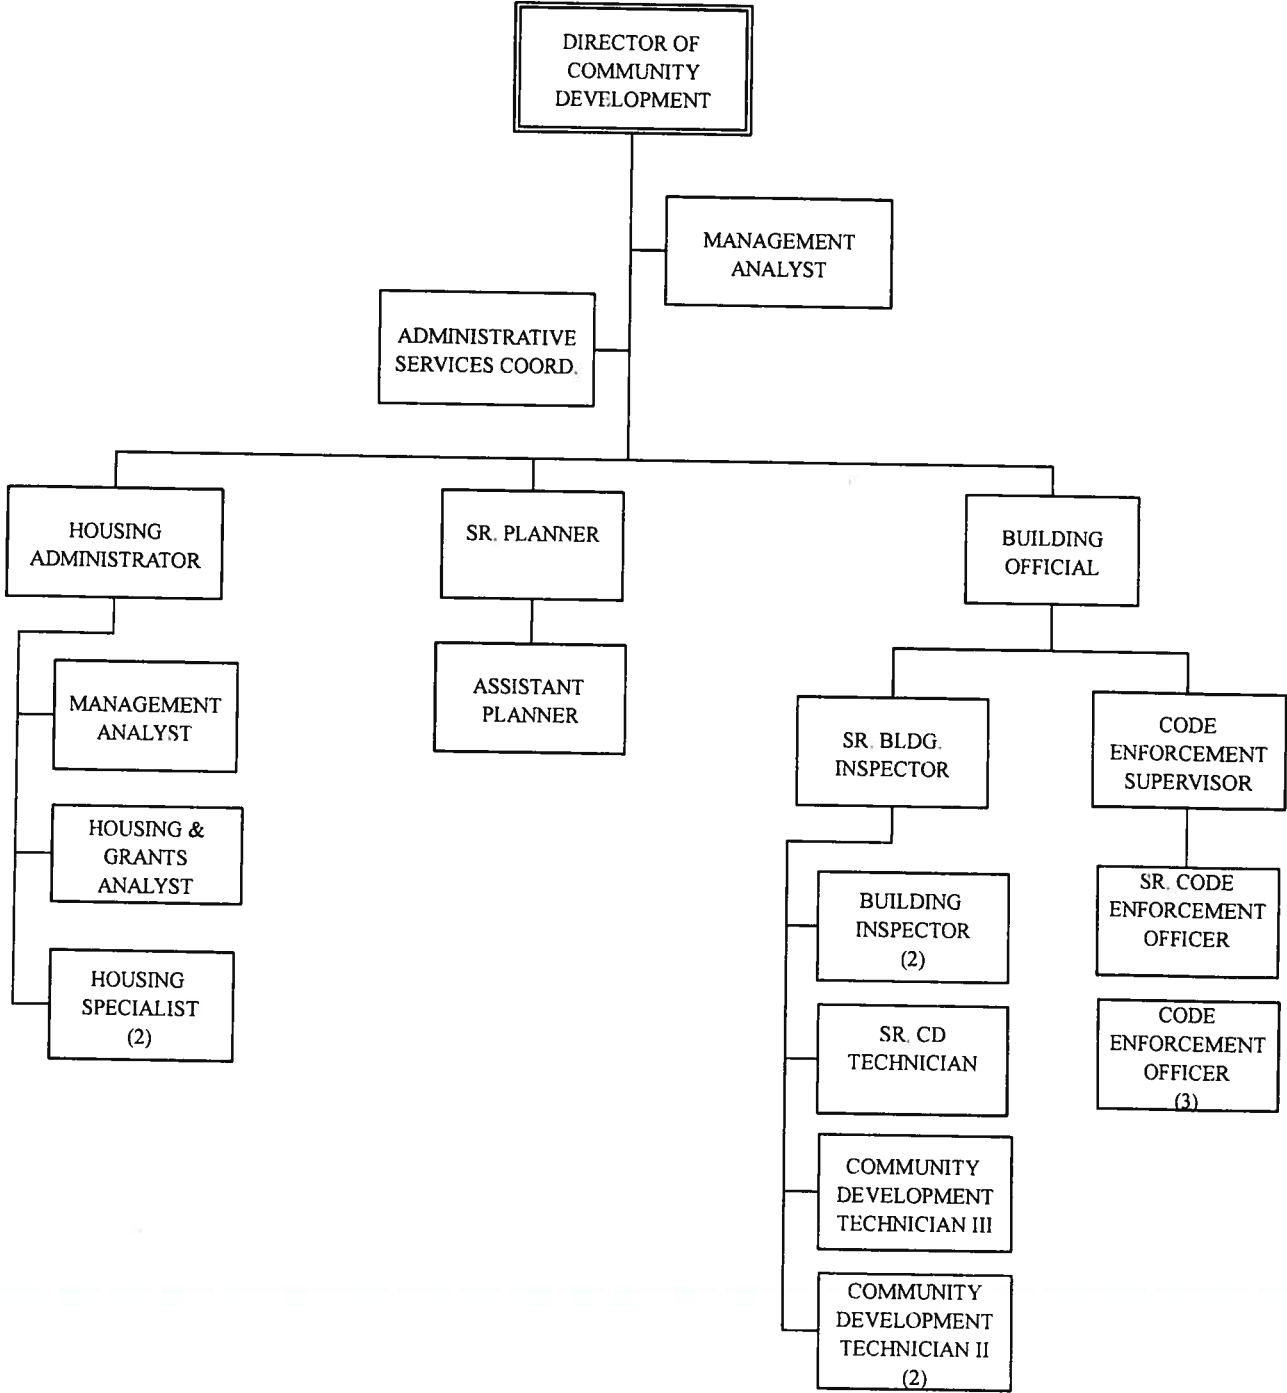 DIRECTOR OF
COMMUNITY
DEVELOPMENT
MANAGEMENT
ANALYST
ADMINISTRATIVE
SERVICES COORD.
HOUSING
ADMINISTRATOR
SR. PLANNER
BUILDING
OFFICIAL
MANAGEMENT
ANALYST
HOUSING &
GRANTS
ANALYST
HOUSING
SPECIALIST
(2)
ASSISTANT
PLANNER
SR. BLDG.
INSPECTOR
BUILDING
INSPECTOR
(2)
SR. CD
TECHNICIAN
COMMUNITY
DEVELOPMENT
TECHNICIAN III
COMMUNITY
DEVELOPMENT
TECHNICIAN II
(2)
CODE
ENFORCEMENT
SUPERVISOR
SR. CODE
ENFORCEMENT
OFFICER
CODE
ENFORCEMENT
OFFICER
(3)